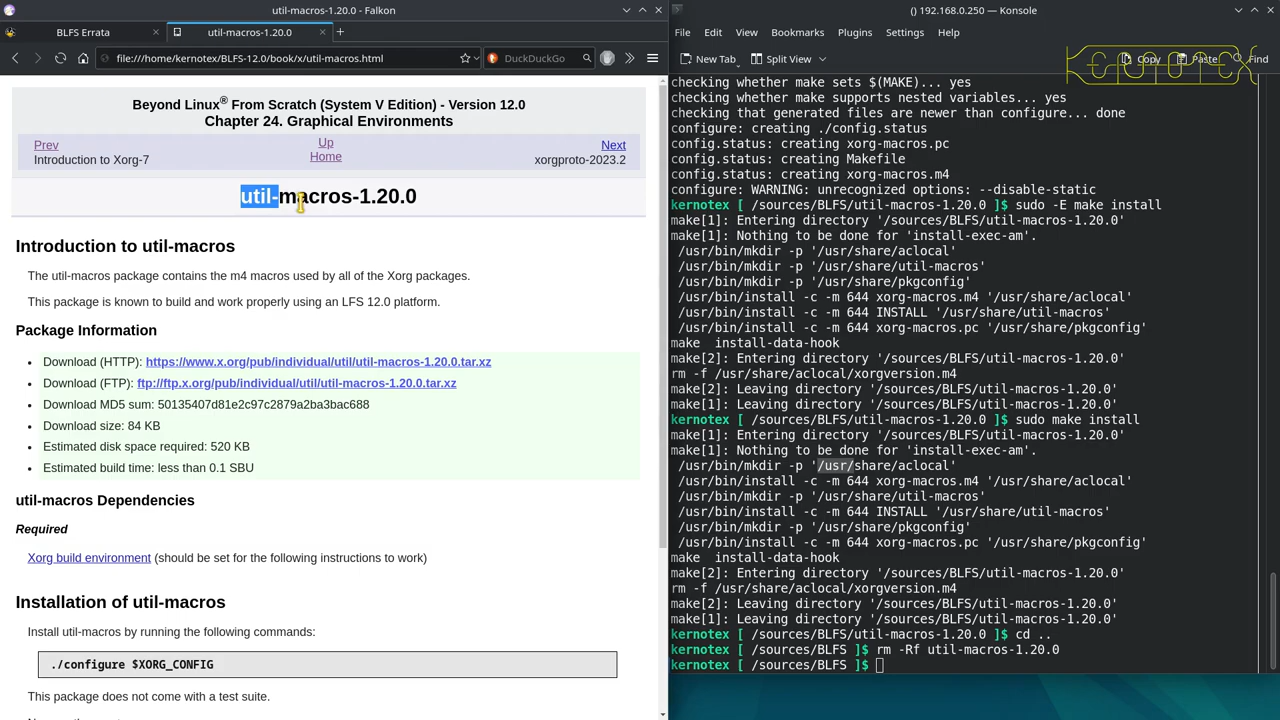 util-macros-1.20.0 - Falkon
BLFS Errata
util-macros-1.20.0
file:///home/kernotex/BLFS-12.0/book/x/util-macros.html
DuckDuckGo
Beyond Linux® From Scratch (System V Edition) - Version 12.0
Chapter 24. Graphical Environments
Prev
Up
Next
Introduction to Xorg-7
Home
xorgproto-2023.2
util-macros-1.20.0
Introduction to util-macros
The util-macros package contains the m4 macros used by all of the Xorg packages.
This package is known to build and work properly using an LFS 12.0 platform.
Package Information
• Download (HTTP): https://www.x.org/pub/individual/util/util-macros-1.20.0.tar.xz
• Download (FTP): ftp://ftp.x.org/pub/individual/util/util-macros-1.20.0.tar.xz
• Download MD5 sum: 50135407d81e2c97c2879a2ba3bac688
• Download size: 84 KB
• Estimated disk space required: 520 KB
• Estimated build time: less than 0.1 SBU
util-macros Dependencies
Required
Xorg build environment (should be set for the following instructions to work)
Installation of util-macros
Install util-macros by running the following commands:
./configure $XORG_CONFIG
This package does not come with a test suite.
() 192.168.0.250 — Konsole
File Edit View Bookmarks Plugins Settings Help
New Tab Split View Copy Paste Find
kernotex
checking whether make sets $(MAKE)... yes
checking whether make supports nested variables... yes
checking that generated files are newer than configure... done
configure: creating ./config.status
config.status: creating xorg-macros.pc
config.status: creating Makefile
config.status: creating xorg-macros.m4
configure: WARNING: unrecognized options: --disable-static
kernotex [ /sources/BLFS/util-macros-1.20.0 ]$ sudo -E make install
make[1]: Entering directory '/sources/BLFS/util-macros-1.20.0'
make[1]: Nothing to be done for 'install-exec-am'.
/usr/bin/mkdir -p '/usr/share/aclocal'
/usr/bin/mkdir -p '/usr/share/util-macros'
/usr/bin/mkdir -p '/usr/share/pkgconfig'
/usr/bin/install -c -m 644 xorg-macros.m4 '/usr/share/aclocal'
/usr/bin/install -c -m 644 INSTALL '/usr/share/util-macros'
/usr/bin/install -c -m 644 xorg-macros.pc '/usr/share/pkgconfig'
make  install-data-hook
make[2]: Entering directory '/sources/BLFS/util-macros-1.20.0'
rm -f /usr/share/aclocal/xorgversion.m4
make[2]: Leaving directory '/sources/BLFS/util-macros-1.20.0'
make[1]: Leaving directory '/sources/BLFS/util-macros-1.20.0'
kernotex [ /sources/BLFS/util-macros-1.20.0 ]$ sudo make install
make[1]: Entering directory '/sources/BLFS/util-macros-1.20.0'
make[1]: Nothing to be done for 'install-exec-am'.
/usr/bin/mkdir -p '/usr/share/aclocal'
/usr/bin/install -c -m 644 xorg-macros.m4 '/usr/share/aclocal'
/usr/bin/mkdir -p '/usr/share/util-macros'
/usr/bin/install -c -m 644 INSTALL '/usr/share/util-macros'
/usr/bin/mkdir -p '/usr/share/pkgconfig'
/usr/bin/install -c -m 644 xorg-macros.pc '/usr/share/pkgconfig'
make  install-data-hook
make[2]: Entering directory '/sources/BLFS/util-macros-1.20.0'
rm -f /usr/share/aclocal/xorgversion.m4
make[2]: Leaving directory '/sources/BLFS/util-macros-1.20.0'
make[1]: Leaving directory '/sources/BLFS/util-macros-1.20.0'
kernotex [ /sources/BLFS/util-macros-1.20.0 ]$ cd ..
kernotex [ /sources/BLFS ]$ rm -Rf util-macros-1.20.0
kernotex [ /sources/BLFS ]$